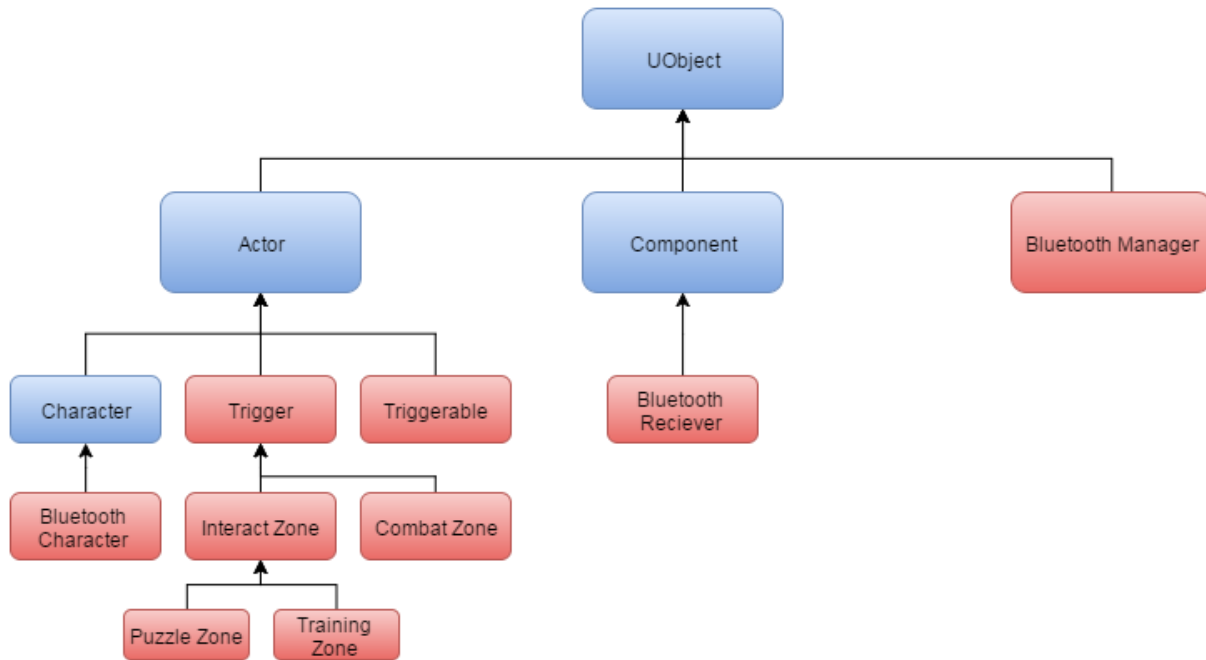 UObject
Actor
Component
Bluetooth Manager
Character
Trigger
Triggerable
Bluetooth
Reciever
Bluetooth
Character
Interact Zone
Combat Zone
Puzzle Zone
Training
Zone